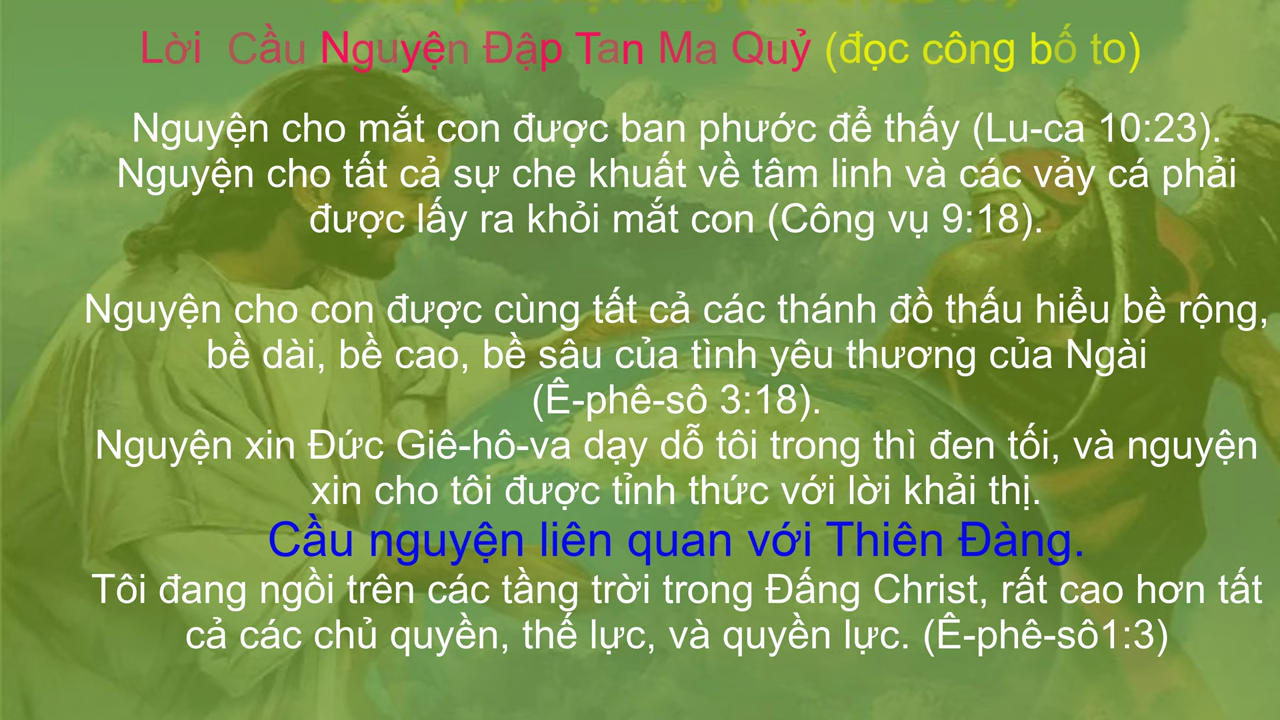 Lời Cầu Nguyện Đập Tan Ma Quỷ (đọc công bố to)
Nguyện cho mắt con được ban phước để thấy (Lu-ca 10:23).
Nguyện cho tất cả sự che khuất về tâm linh và các vảy cá phải
được lấy ra khỏi mắt con (Công vụ 9:18).
Nguyện cho con được cùng tất cả các thánh đồ thấu hiểu bề rộng,
bề dài, bề cao, bề sâu của tình yêu thương của Ngài
(Ê-phê-sô 3:18).
Nguyện xin Đức Giê-hô-va dạy dỗ tôi trong thì đen tối, và nguyện
xin cho tôi được tỉnh thức với lời khải thị.
Cầu nguyện liên quan với Thiên Đàng.
Tôi đang ngồi trên các tầng trời trong Đấng Christ, rất cao hơn tất
cả các chủ quyền, thế lực, và quyền lực. (Ê-phê-sô1:3)